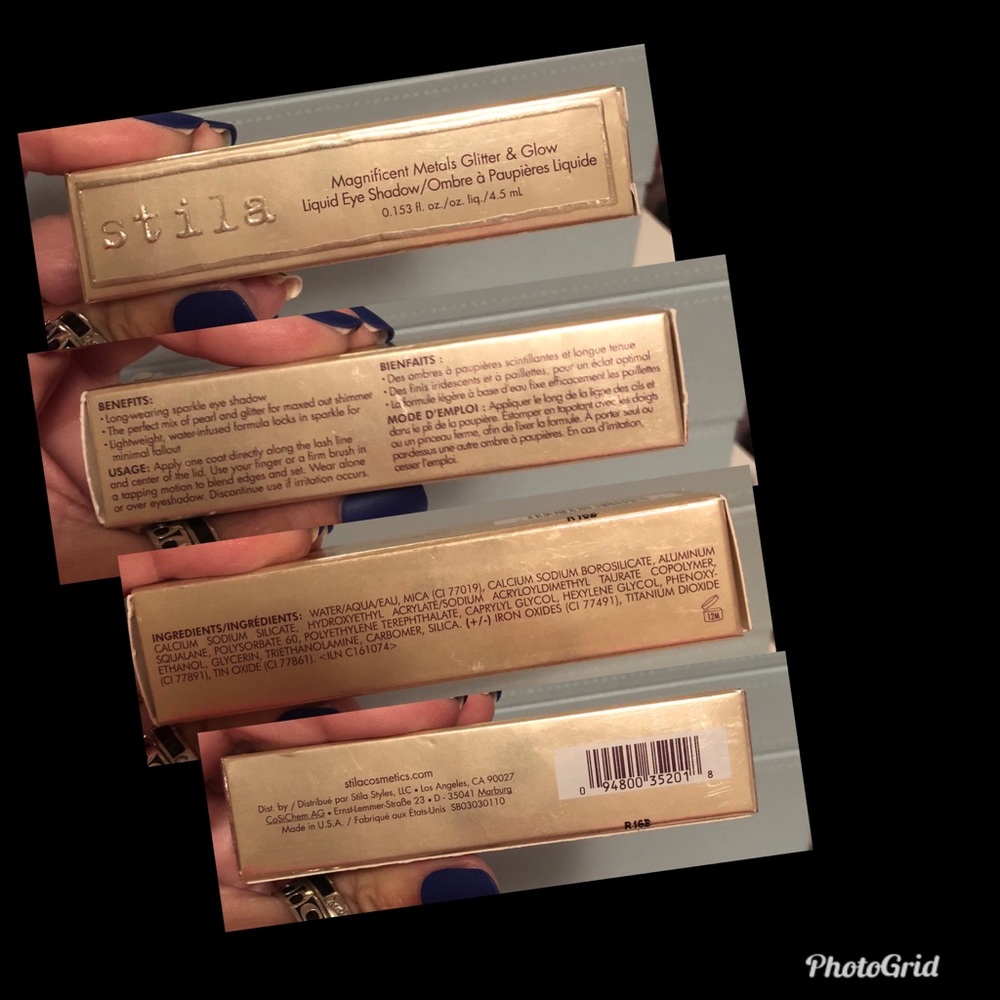 stila
Magnificent Metals Glitter & Glow
Liquid Eye Shadow/Ombre à Paupières Liquide
0.153 fl. oz./oz. liq./4.5 mL
BENEFITS:
• Long-wearing sparkle eye shadow
• The perfect mix of pearl and glitter for maxed out shimmer
• Lightweight, water-infused formula locks in sparkle for
minimal fallout
USAGE: Apply one coat directly along the lash line
and center of the lid. Use your finger or a firm brush in
a tapping motion to blend edges and set. Wear alone
or over eyeshadow. Discontinue use if irritation occurs.
BIENFAITS :
• Des ombres à paupières scintillantes et longue tenue
• Des finis iridescents et à paillettes, pour un éclat optimal
• La formule légère à base d'eau fixe efficacement les paillettes
MODE D'EMPLOI : Appliquer le long de la ligne des cils et
dans le pli de la paupière. Estomper en tapotant avec les doigts
ou un pinceau ferme, afin de fixer la formule. À porter seul ou
par-dessus une autre ombre à paupières. En cas d'irritation,
cesser l'emploi.
INGREDIENTS/INGRÉDIENTS: WATER/AQUA/EAU, MICA (CI 77019), CALCIUM SODIUM BOROSILICATE, ALUMINUM
CALCIUM SODIUM SILICATE, HYDROXYETHYL ACRYLATE/SODIUM ACRYLOYLDIMETHYL TAURATE COPOLYMER,
SQUALANE, POLYSORBATE 60, POLYETHYLENE TEREPHTHALATE, CAPRYLYL GLYCOL, HEXYLENE GLYCOL, PHENOXY-
ETHANOL, GLYCERIN, TRIETHANOLAMINE, CARBOMER, SILICA. (+/-) IRON OXIDES (CI 77491), TITANIUM DIOXIDE
(CI 77891), TIN OXIDE (CI 77861). <ILN C161074>
12M
stilacosmetics.com
Dist. by / Distribué par Stila Styles, LLC • Los Angeles, CA 90027
CoSiChem AG • Ernst-Lemmer-Straße 23 • D - 35041 Marburg
Made in U.S.A. / Fabriqué aux États-Unis SB03030110
0 94800 35201 8
R16B
PhotoGrid